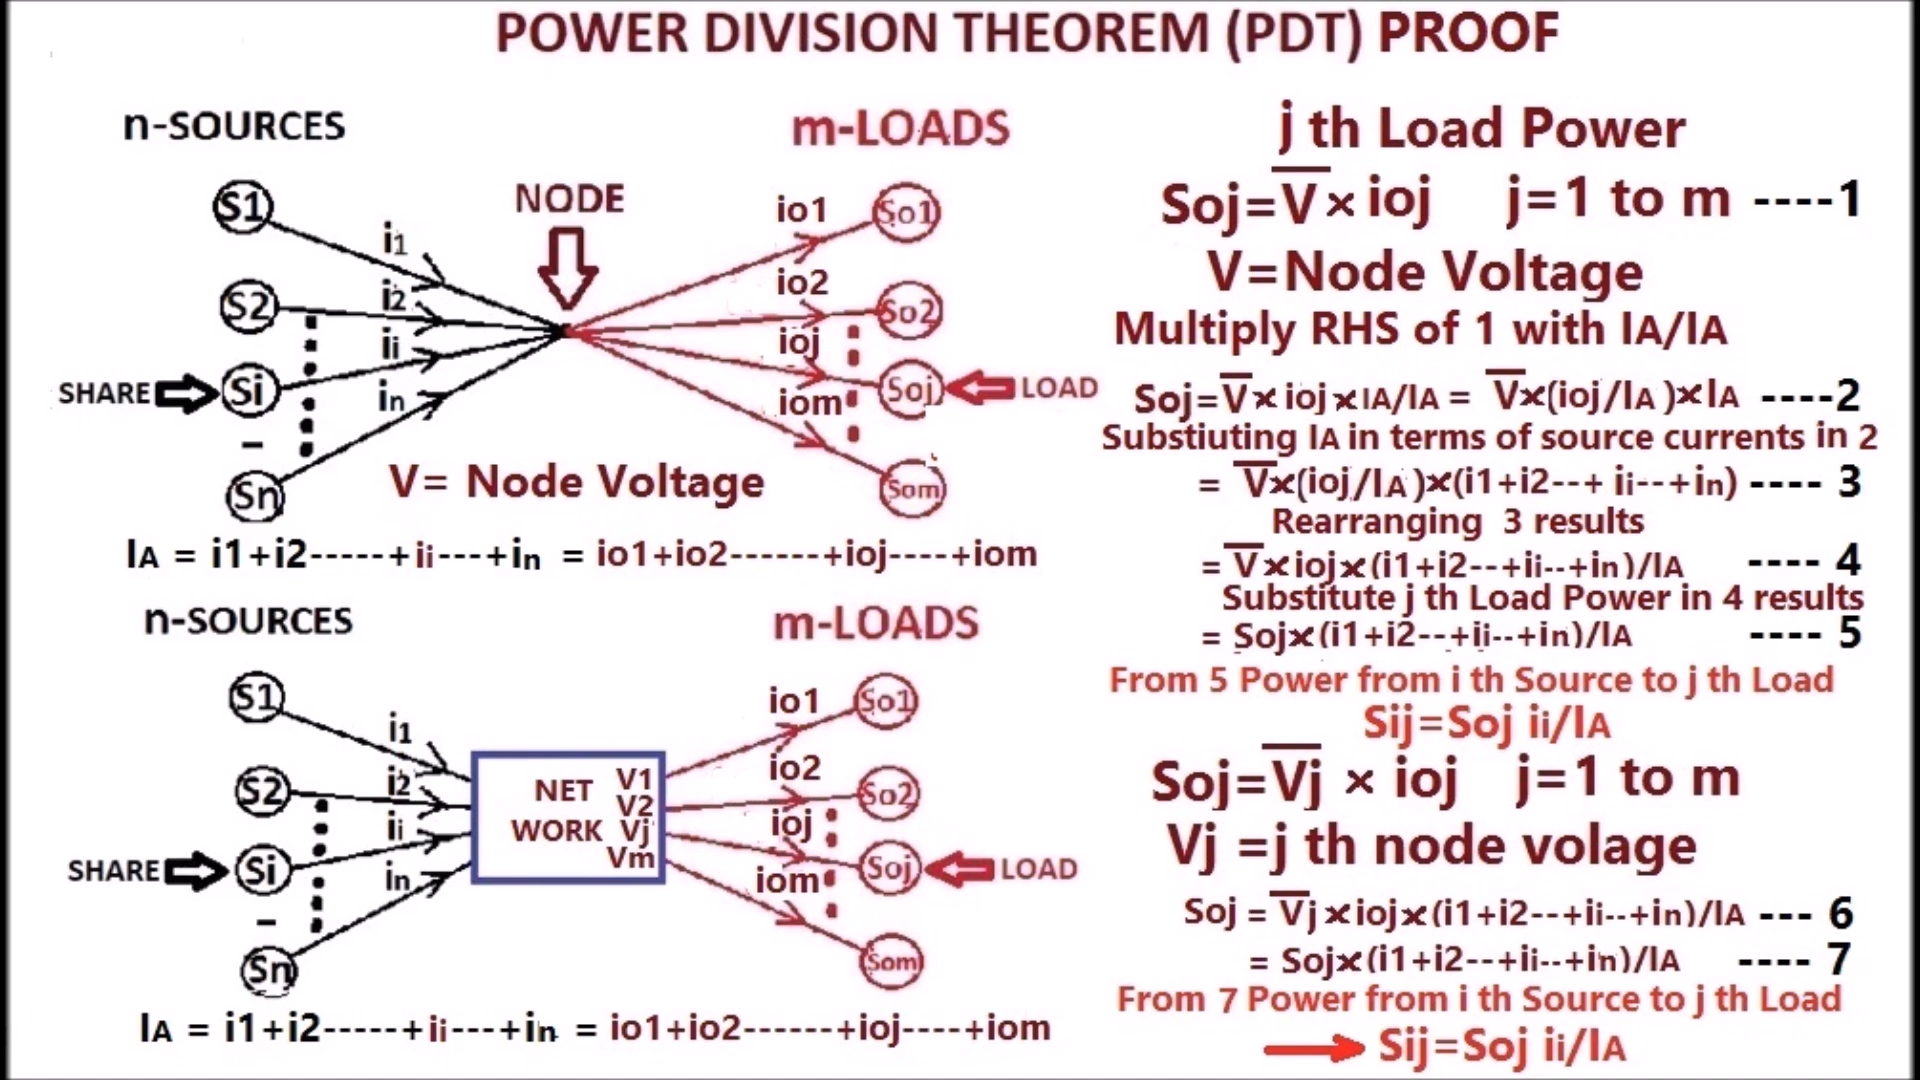 POWER DIVISION THEOREM (PDT) PROOF
n-SOURCES
m-LOADS
NODE
S1
i1
io1
So1
S2
i2
io2
So2
SHARE
Si
ii
ioj
Soj
LOAD
in
iom
Sn
Som
V= Node Voltage
IA = i1+i2-----+ii---+in = io1+io2------+ioj----+iom
n-SOURCES
m-LOADS
S1
i1
io1
So1
S2
i2
io2
So2
NET WORK
V1
V2
Vj
Vm
SHARE
Si
ii
ioj
Soj
LOAD
in
iom
Sn
Som
IA = i1+i2-----+ii---+in = io1+io2------+ioj----+iom
j th Load Power
Soj=V̅× ioj j=1 to m ----1
V=Node Voltage
Multiply RHS of 1 with IA/IA
Soj=V̅× ioj ×IA/IA = V̅×(ioj/IA )×IA ----2
Substiuting IA in terms of source currents in 2
= V̅×(ioj/IA )×(i1+i2--+ ii--+in) ---- 3
Rearranging 3 results
= V̅×ioj×(i1+i2--+ii--+in)/IA ---- 4
Substitute j th Load Power in 4 results
= Soj×(i1+i2--+ii--+in)/IA ---- 5
From 5 Power from i th Source to j th Load
Sij=Soj ii/IA
Soj=V̅j × ioj j=1 to m
Vj =j th node volage
Soj = V̅j×ioj×(i1+i2--+ii--+in)/IA --- 6
= Soj×(i1+i2--+ii--+in)/IA ---- 7
From 7 Power from i th Source to j th Load
Sij=Soj ii/IA